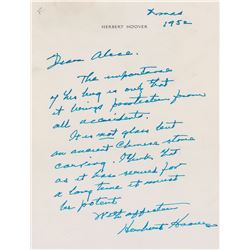 Xmas
1952
HERBERT HOOVER
Dear Alice.
The importance
of this being is only that
it brings protection from
all accidents.
It is not glass but
an ancient Chinese stone
carving. I think that
as it has served for
a long time it must
be potent
With affection
Herbert Hoover